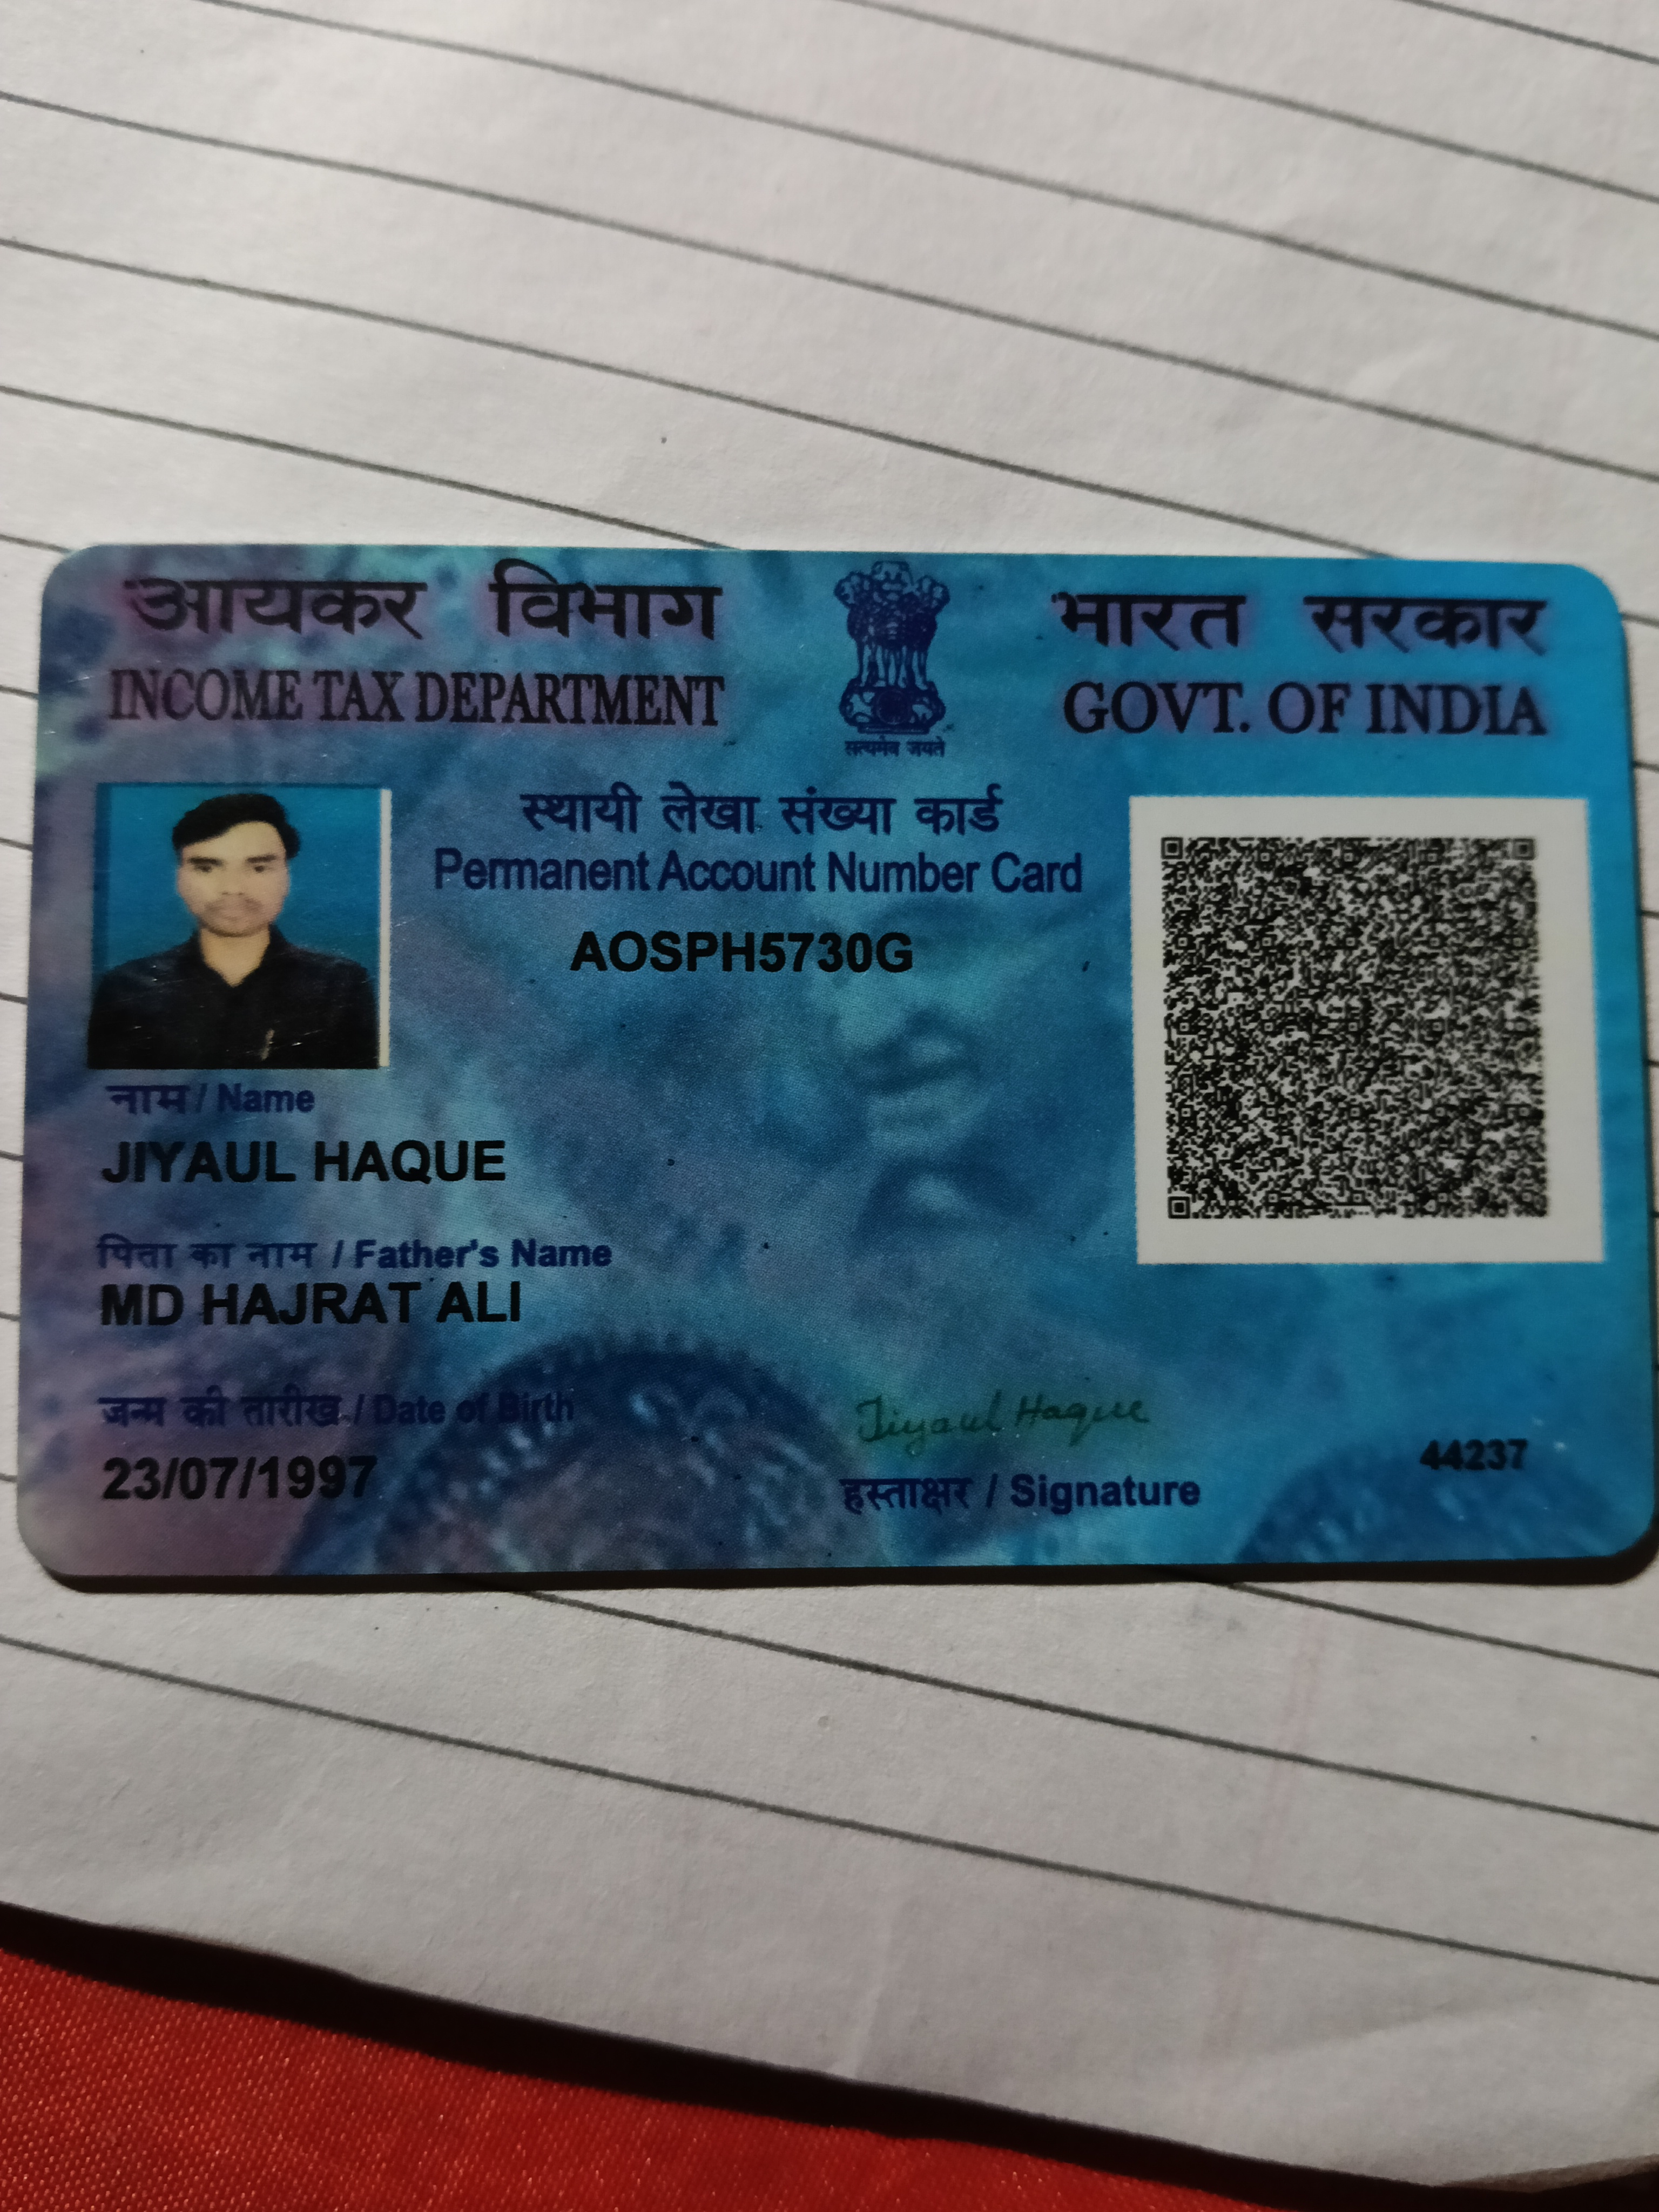 आयकर विभाग
INCOME TAX DEPARTMENT
सत्यमेव जयते
भारत सरकार
GOVT. OF INDIA
स्थायी लेखा संख्या कार्ड
Permanent Account Number Card
AOSPH5730G
नाम / Name
JIYAUL HAQUE
पिता का नाम / Father's Name
MD HAJRAT ALI
जन्म की तारीख / Date of Birth
23/07/1997
Jiyaul Haque
हस्ताक्षर / Signature
44237